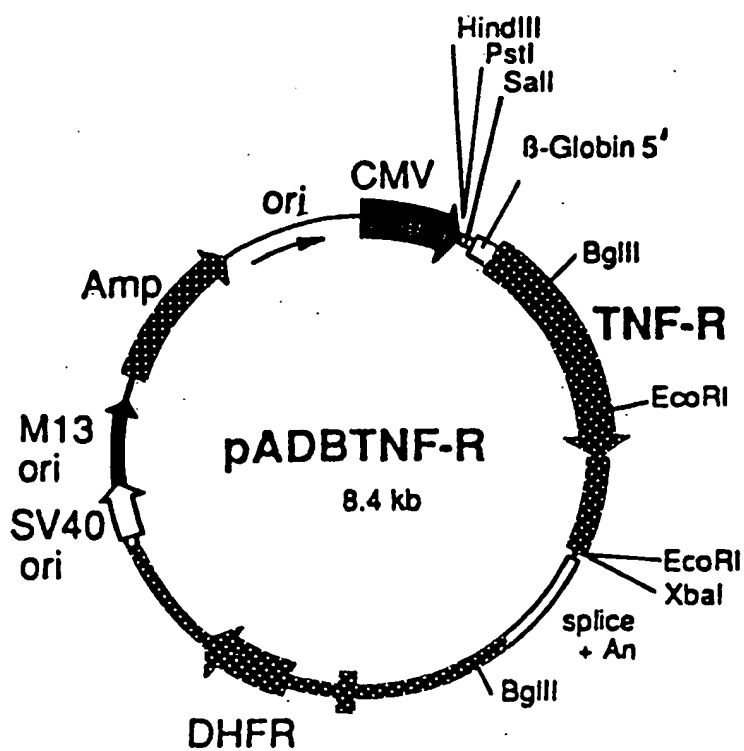 HindIII
PstI
SalI
ß-Globin 5'
CMV
ori
BglII
Amp
TNF-R
EcoRI
M13
ori
pADBTNF-R
8.4 kb
SV40
ori
EcoRI
XbaI
splice
+ An
BglII
DHFR